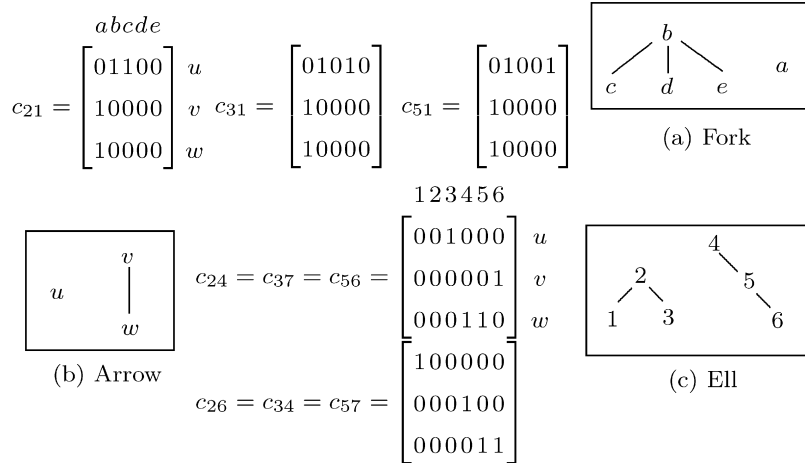 abcde
c21 = [01100 u
10000 v
10000] w
c31 = [01010
10000
10000]
c51 = [01001
10000
10000]
b
c d e a
(a) Fork
u v
w
(b) Arrow
123456
c24 = c37 = c56 = [001000 u
000001 v
000110] w
c26 = c34 = c57 = [100000
000100
000011]
4
2 5
1 3 6
(c) Ell